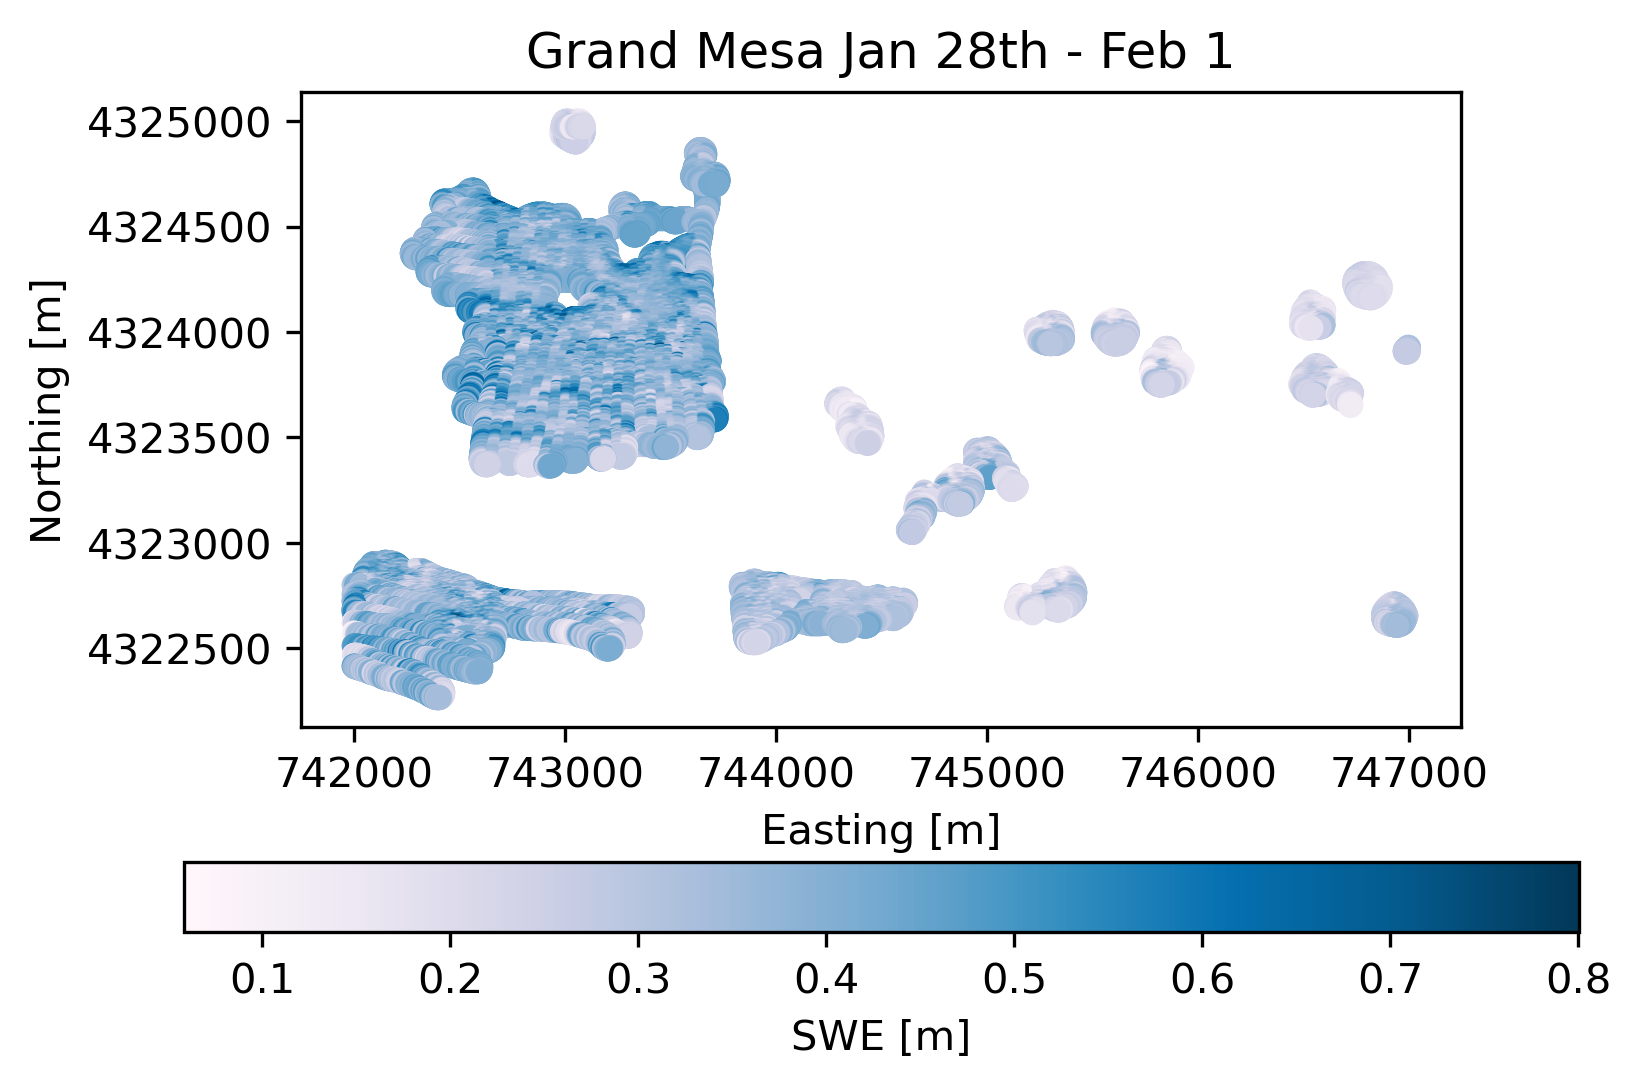 Grand Mesa Jan 28th - Feb 1
4325000
4324500
4324000
4323500
4323000
4322500
Northing [m]
742000 743000 744000 745000 746000 747000
Easting [m]
0.1 0.2 0.3 0.4 0.5 0.6 0.7 0.8
SWE [m]